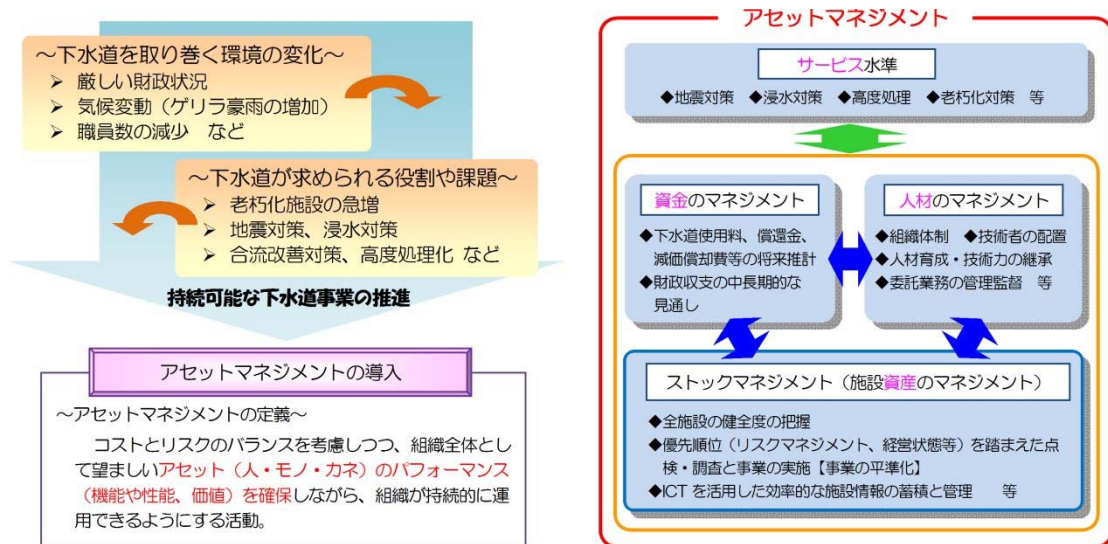 ～下水道を取り巻く環境の変化～
➢ 厳しい財政状況
➢ 気候変動（ゲリラ豪雨の増加）
➢ 職員数の減少　など
～下水道が求められる役割や課題～
➢ 老朽化施設の急増
➢ 地震対策、浸水対策
➢ 合流改善対策、高度処理化 など
持続可能な下水道事業の推進
アセットマネジメントの導入
～アセットマネジメントの定義～
コストとリスクのバランスを考慮しつつ、組織全体とし
て望ましいアセット（人・モノ・カネ）のパフォーマンス
（機能や性能、価値）を確保しながら、組織が持続的に運
用できるようにする活動。
アセットマネジメント
サービス水準
◆地震対策　◆浸水対策　◆高度処理　◆老朽化対策　等
資金のマネジメント
◆下水道使用料、償還金、
減価償却費等の将来推計
◆財政収支の中長期的な
見通し
人材のマネジメント
◆組織体制　◆技術者の配置
◆人材育成・技術力の継承
◆委託業務の管理監督　等
ストックマネジメント（施設資産のマネジメント）
◆全施設の健全度の把握
◆優先順位（リスクマネジメント、経営状態等）を踏まえた点
検・調査と事業の実施【事業の平準化】
◆ICT を活用した効率的な施設情報の蓄積と管理　　等